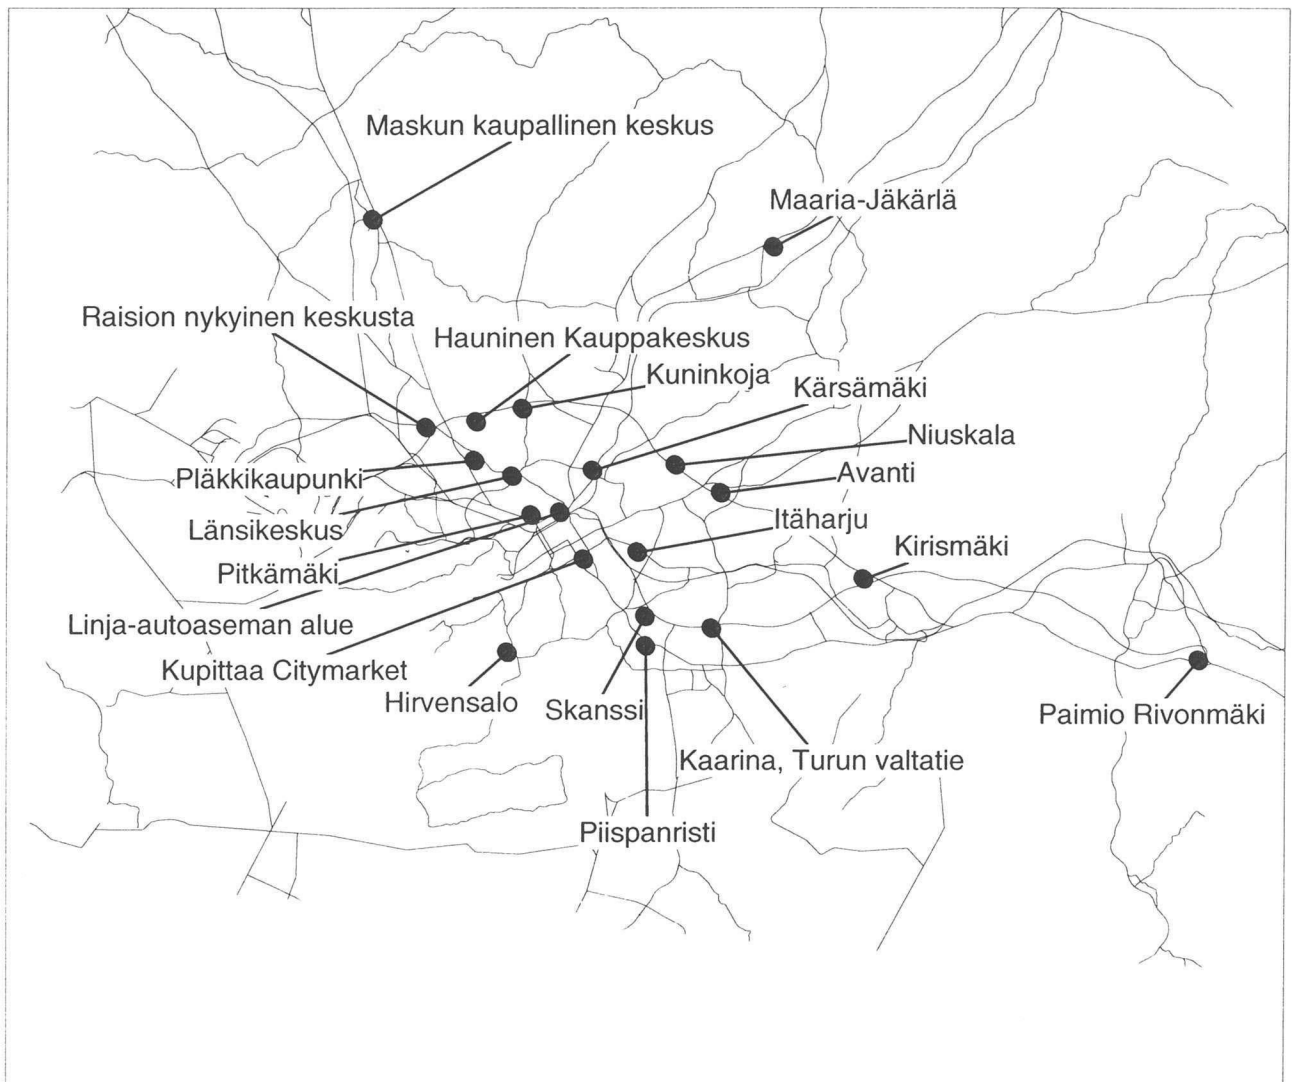 Maskun kaupallinen keskus
Maaria-Jäkärlä
Raision nykyinen keskusta
Hauninen Kauppakeskus
Kuninkoja
Kärsämäki
Niuskala
Pläkkikaupunki
Avanti
Länsikeskus
Itäharju
Kirismäki
Pitkämäki
Linja-autoaseman alue
Kupittaa Citymarket
Hirvensalo
Skanssi
Paimio Rivonmäki
Kaarina, Turun valtatie
Piispanristi